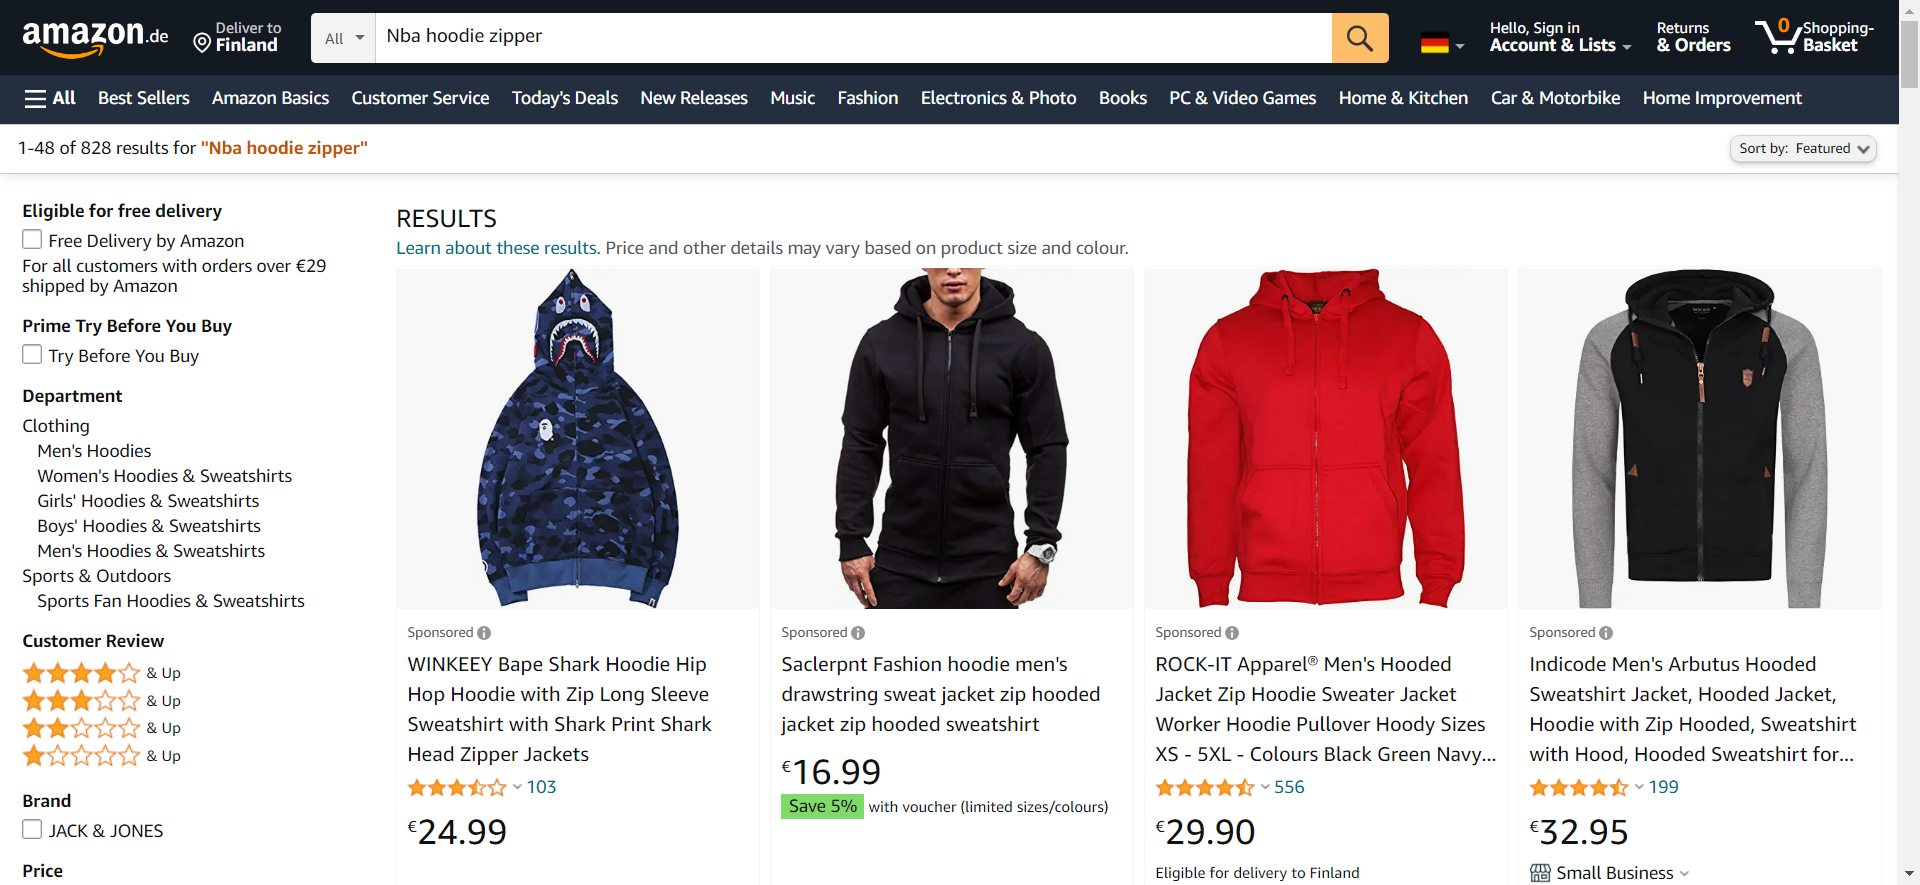 amazon.de
Deliver to
Finland
All
Nba hoodie zipper
Hello, Sign in
Account & Lists
Returns
& Orders
0
Shopping-
Basket
All
Best Sellers
Amazon Basics
Customer Service
Today's Deals
New Releases
Music
Fashion
Electronics & Photo
Books
PC & Video Games
Home & Kitchen
Car & Motorbike
Home Improvement
1-48 of 828 results for "Nba hoodie zipper"
Sort by: Featured
Eligible for free delivery
Free Delivery by Amazon
For all customers with orders over €29
shipped by Amazon
Prime Try Before You Buy
Try Before You Buy
Department
Clothing
Men's Hoodies
Women's Hoodies & Sweatshirts
Girls' Hoodies & Sweatshirts
Boys' Hoodies & Sweatshirts
Men's Hoodies & Sweatshirts
Sports & Outdoors
Sports Fan Hoodies & Sweatshirts
Customer Review
& Up
& Up
& Up
& Up
Brand
JACK & JONES
Price
RESULTS
Learn about these results. Price and other details may vary based on product size and colour.
Sponsored
WINKEEY Bape Shark Hoodie Hip
Hop Hoodie with Zip Long Sleeve
Sweatshirt with Shark Print Shark
Head Zipper Jackets
103
€24.99
Sponsored
Saclerpnt Fashion hoodie men's
drawstring sweat jacket zip hooded
jacket zip hooded sweatshirt
€16.99
Save 5% with voucher (limited sizes/colours)
Sponsored
ROCK-IT Apparel® Men's Hooded
Jacket Zip Hoodie Sweater Jacket
Worker Hoodie Pullover Hoody Sizes
XS - 5XL - Colours Black Green Navy...
556
€29.90
Eligible for delivery to Finland
Sponsored
Indicode Men's Arbutus Hooded
Sweatshirt Jacket, Hooded Jacket,
Hoodie with Zip Hooded, Sweatshirt
with Hood, Hooded Sweatshirt for...
199
€32.95
Small Business